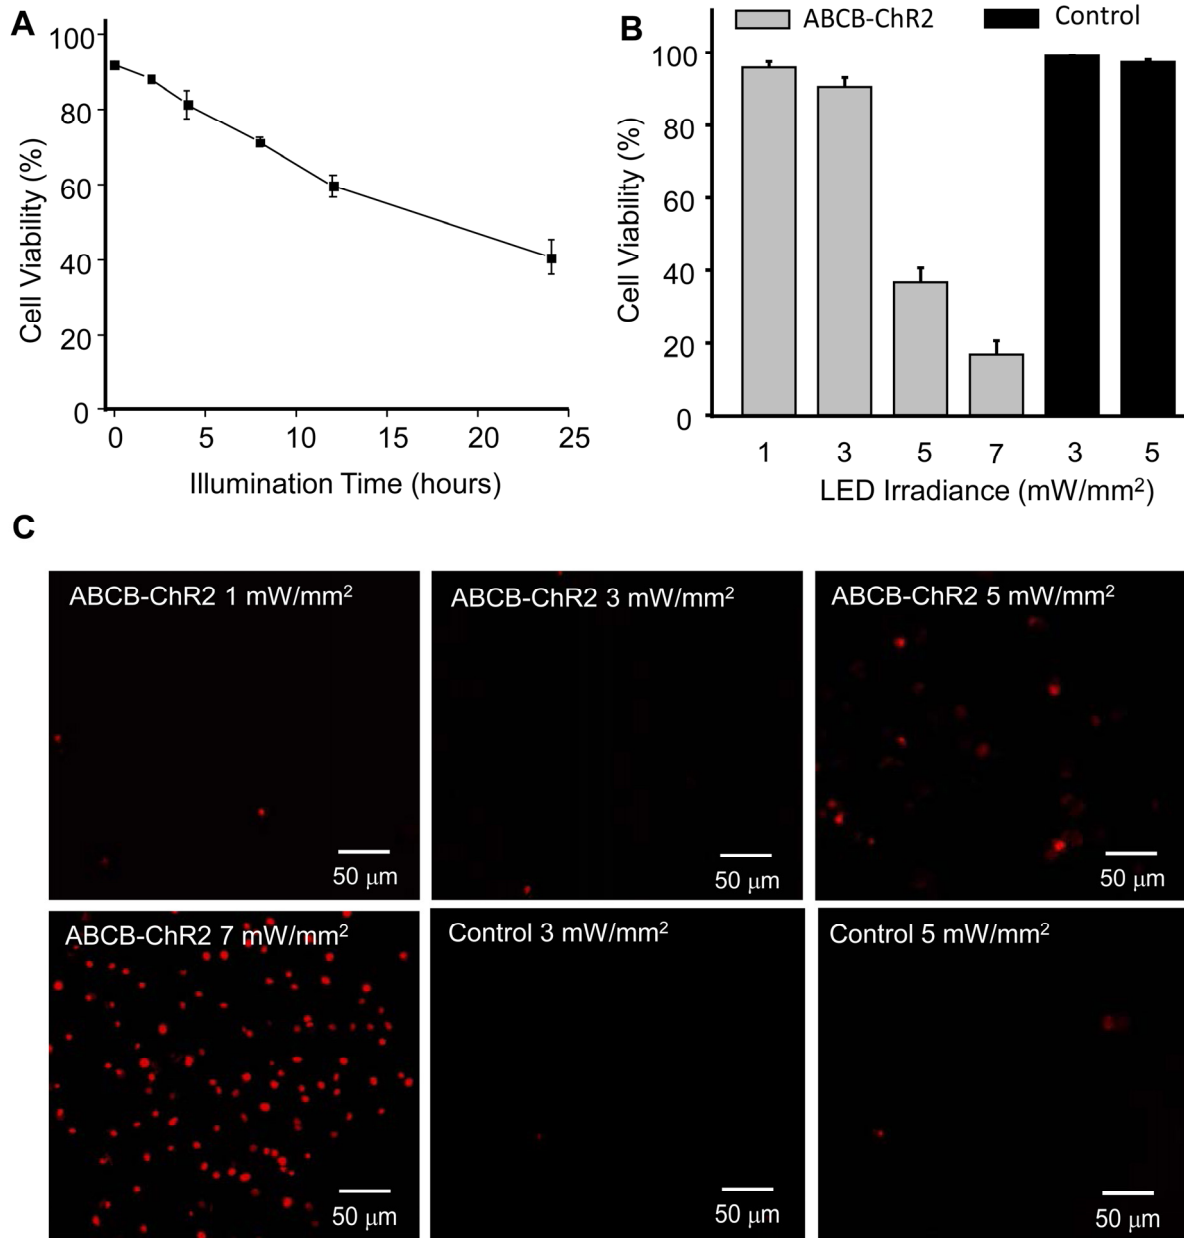 A
100
80
60
40
20
0
Cell Viability (%)
0 5 10 15 20 25
Illumination Time (hours)
B
ABCB-ChR2 Control
100
80
60
40
20
0
Cell Viability (%)
1 3 5 7 3 5
LED Irradiance (mW/mm²)
C
ABCB-ChR2 1 mW/mm²
50 μm
ABCB-ChR2 3 mW/mm²
50 μm
ABCB-ChR2 5 mW/mm²
50 μm
ABCB-ChR2 7 mW/mm²
50 μm
Control 3 mW/mm²
50 μm
Control 5 mW/mm²
50 μm